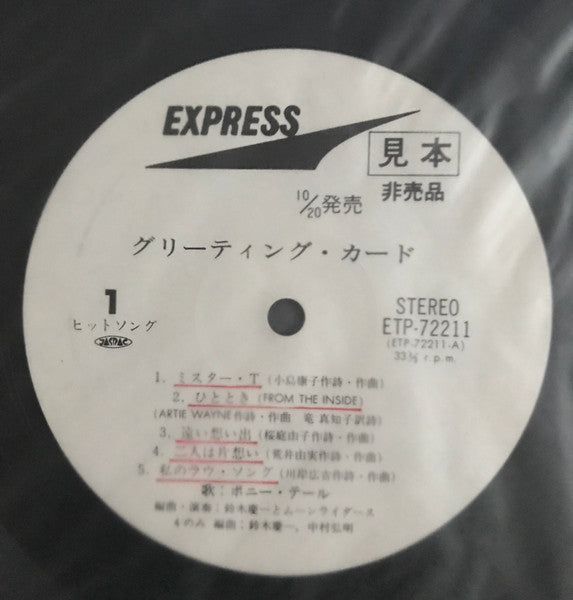 EXPRESS
見本
非売品
10/20発売
グリーティング・カード
1
ヒットソング
JASRAC
STEREO
ETP-72211
(ETP-72211-A)
33⅓ r.p.m.
1. ミスター・T (小島康子作詩・作曲)
2. ひととき (FROM THE INSIDE)
(ARTIE WAYNE作詩・作曲 竜 真知子訳詩)
3. 遠い想い出 (桜庭由子作詩・作曲)
4. 二人は片想い (荒井由実作詩・作曲)
5. 私のラヴ・ソング (川岸広吉作詩・作曲)
歌：ポニー・テール
編曲・演奏：鈴木慶一とムーンライダース
4のみ 編曲：鈴木慶一, 中村弘明